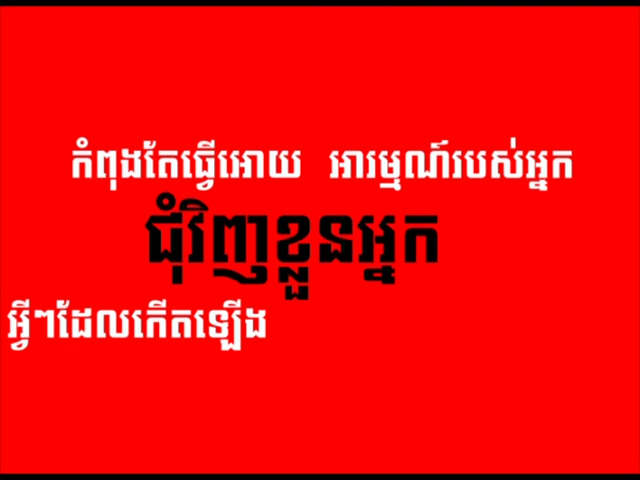 កំពុងតែធ្វើអោយ អារម្មណ៍របស់អ្នក
ជុំវិញខ្លួនអ្នក
អ្វីៗដែលកើតឡើង